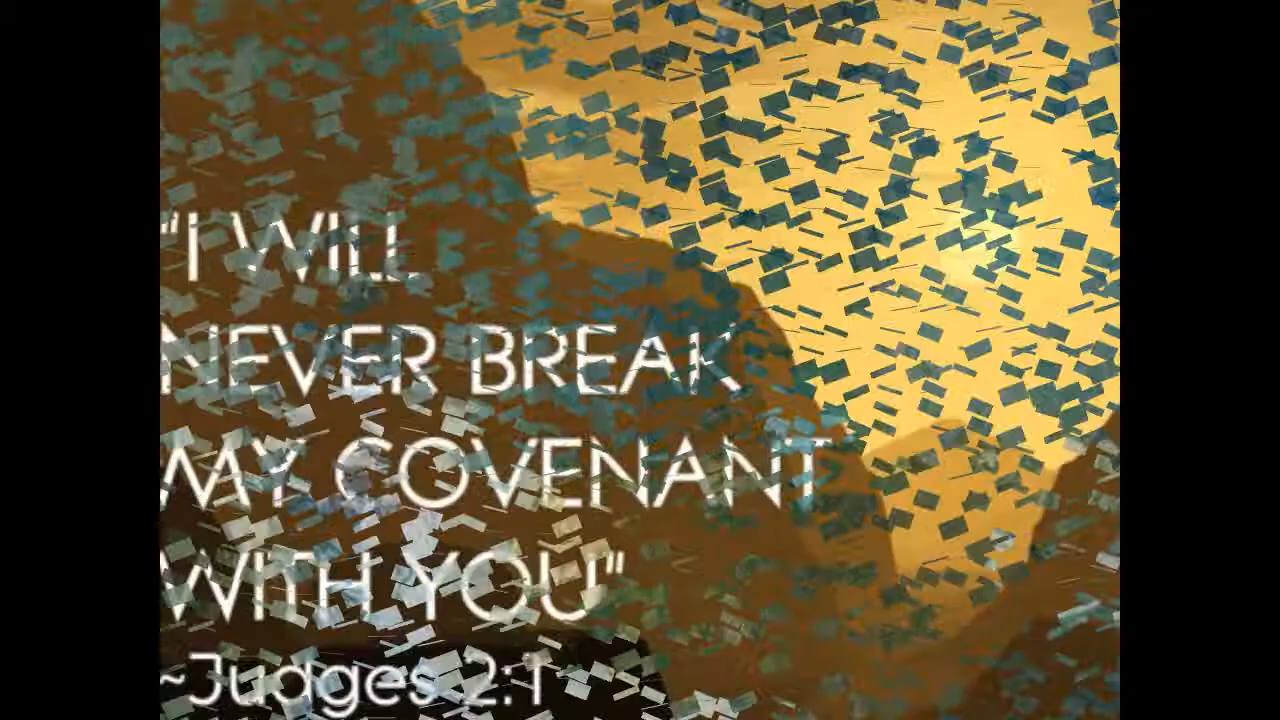 "I WILL
NEVER BREAK
MY COVENANT
WITH YOU"
~Judges 2:1